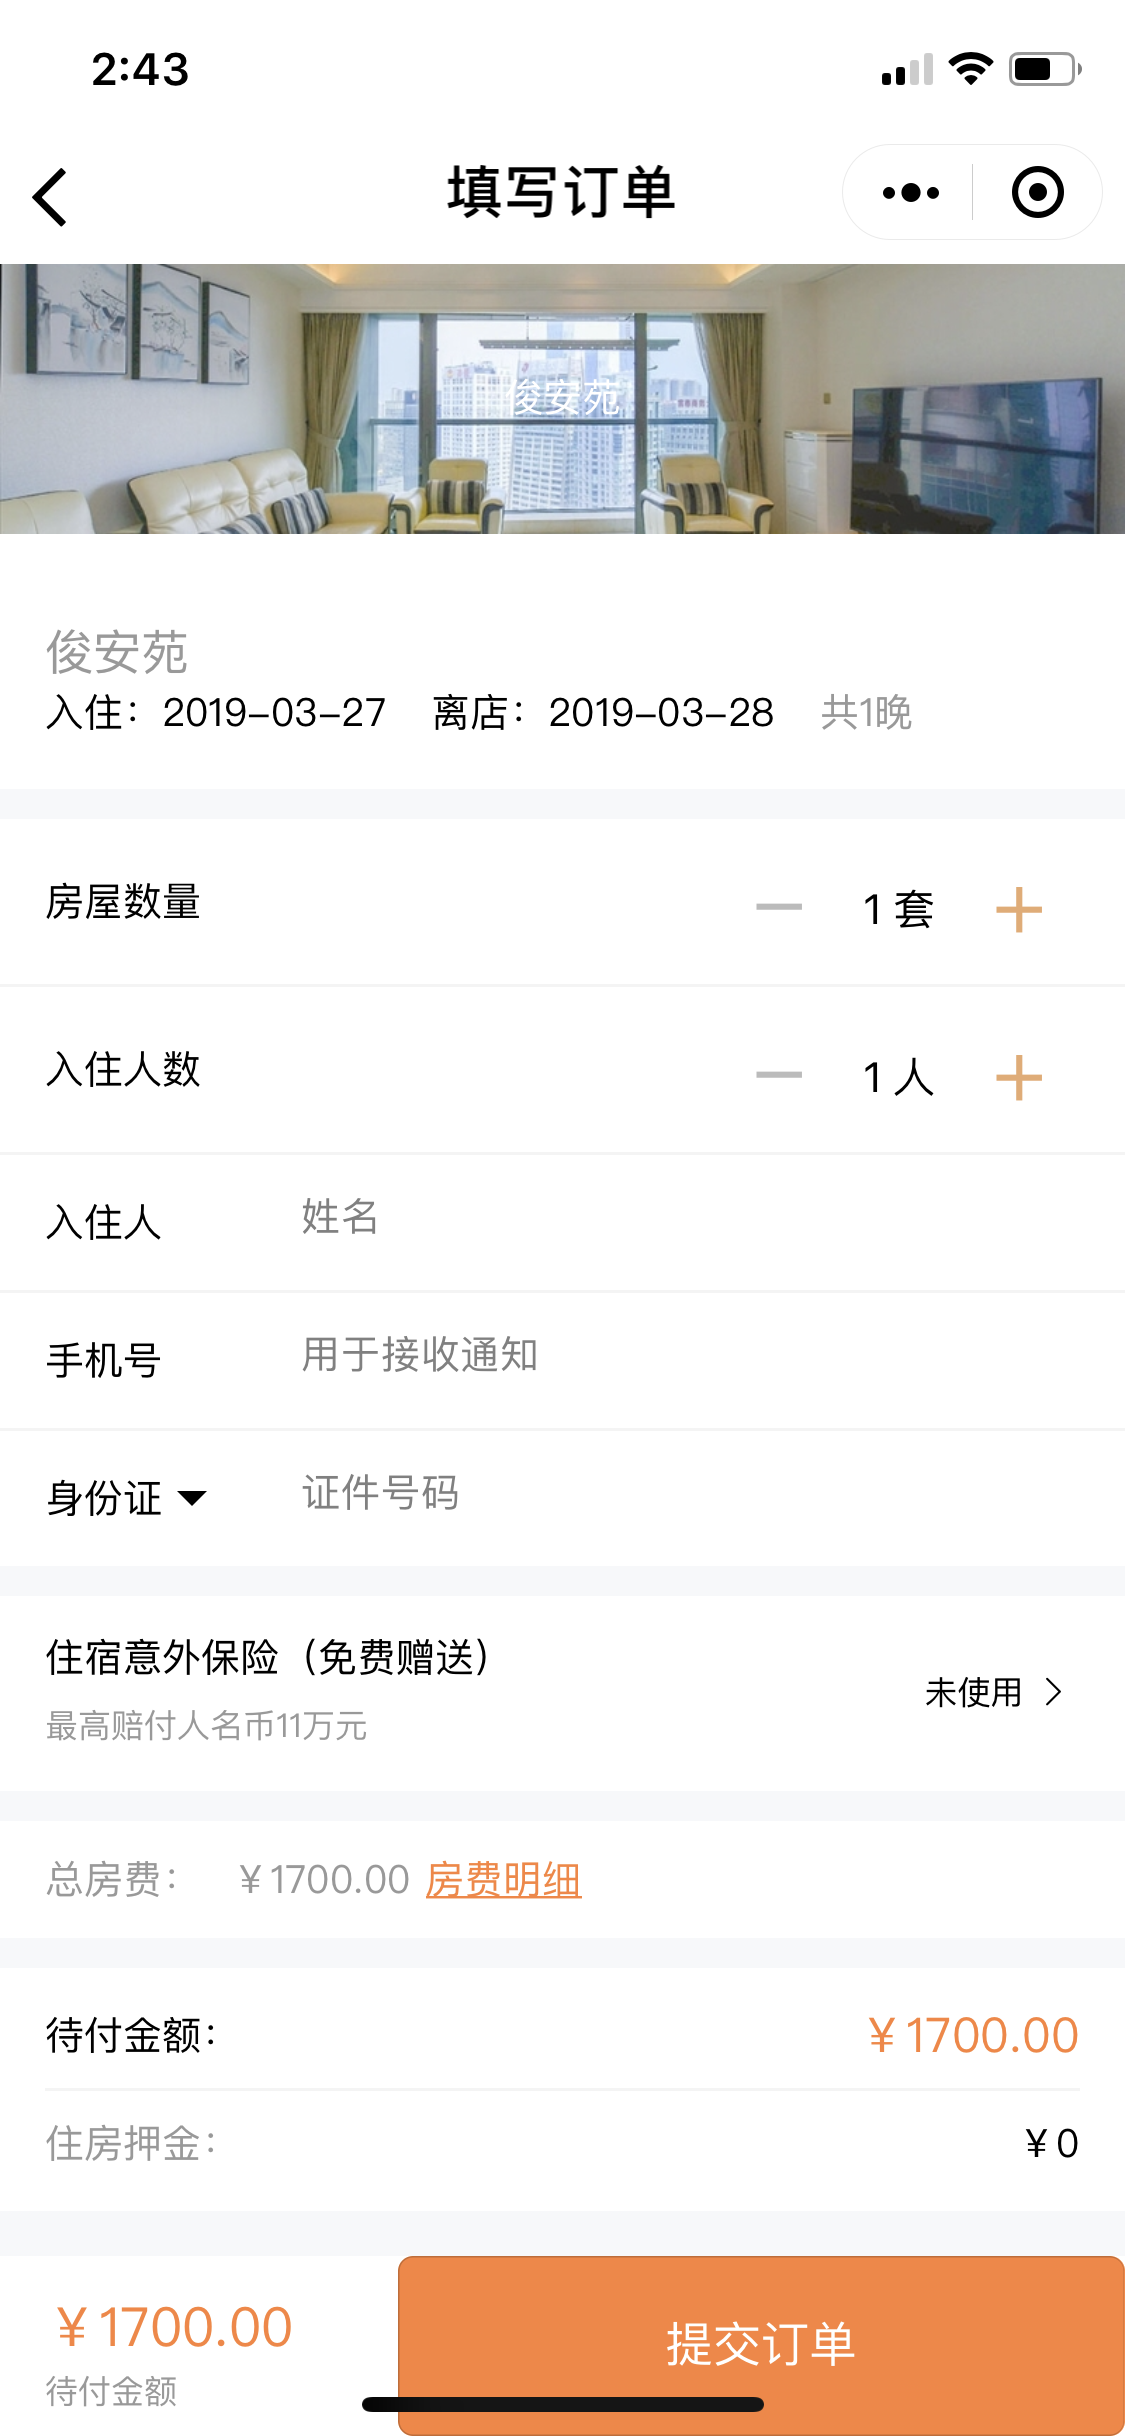 2:43
填写订单
俊安苑
俊安苑
入住：2019-03-27 离店：2019-03-28 共1晚
房屋数量 1 套
入住人数 1 人
入住人 姓名
手机号 用于接收通知
身份证 证件号码
住宿意外保险（免费赠送）
未使用
最高赔付人名币11万元
总房费： ¥1700.00 房费明细
待付金额： ¥1700.00
住房押金： ¥0
¥1700.00
提交订单
待付金额